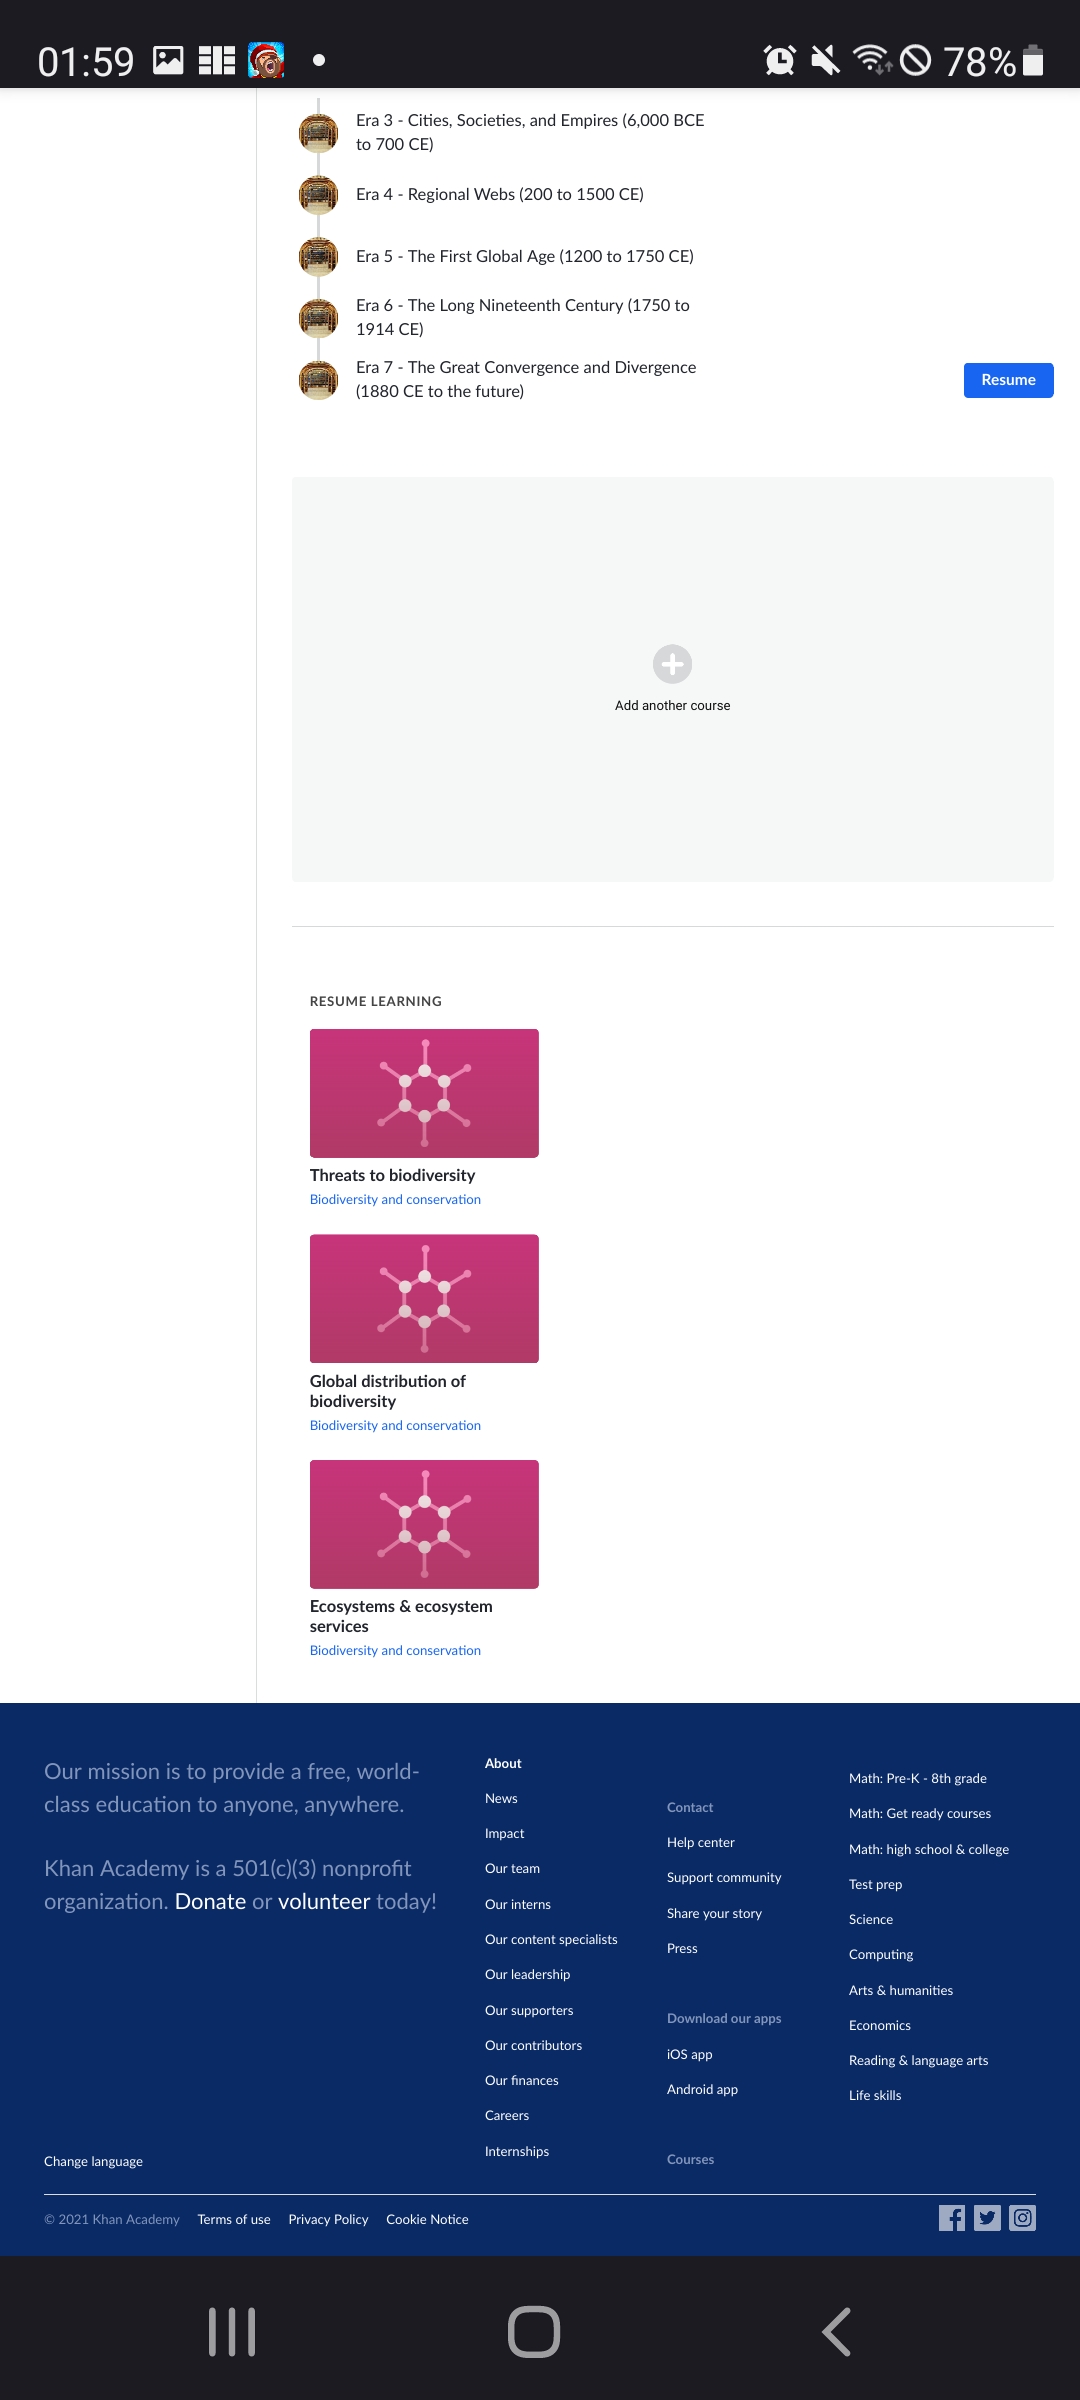 01:59
78%
Era 3 - Cities, Societies, and Empires (6,000 BCE
to 700 CE)
Era 4 - Regional Webs (200 to 1500 CE)
Era 5 - The First Global Age (1200 to 1750 CE)
Era 6 - The Long Nineteenth Century (1750 to
1914 CE)
Era 7 - The Great Convergence and Divergence
(1880 CE to the future)
Resume
Add another course
RESUME LEARNING
Threats to biodiversity
Biodiversity and conservation
Global distribution of
biodiversity
Biodiversity and conservation
Ecosystems & ecosystem
services
Biodiversity and conservation
Our mission is to provide a free, world-
class education to anyone, anywhere.
Khan Academy is a 501(c)(3) nonprofit
organization. Donate or volunteer today!
Change language
About
News
Impact
Our team
Our interns
Our content specialists
Our leadership
Our supporters
Our contributors
Our finances
Careers
Internships
Contact
Help center
Support community
Share your story
Press
Download our apps
iOS app
Android app
Courses
Math: Pre-K - 8th grade
Math: Get ready courses
Math: high school & college
Test prep
Science
Computing
Arts & humanities
Economics
Reading & language arts
Life skills
© 2021 Khan Academy
Terms of use
Privacy Policy
Cookie Notice